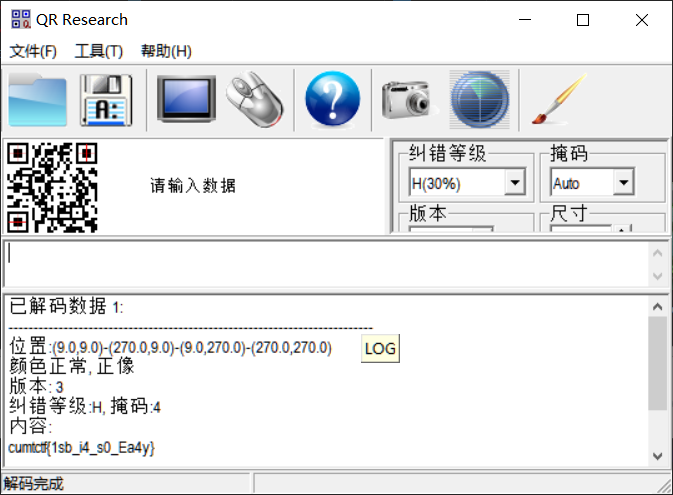 QR Research
文件(F) 工具(T) 帮助(H)
A:
请输入数据
纠错等级 掩码
H(30%) Auto
版本 尺寸
已解码数据 1:
---------------------------------------------------------------------------
位置:(9.0,9.0)-(270.0,9.0)-(9.0,270.0)-(270.0,270.0)
LOG
颜色正常, 正像
版本: 3
纠错等级:H, 掩码:4
内容:
cumtctf{1sb_i4_s0_Ea4y}
解码完成